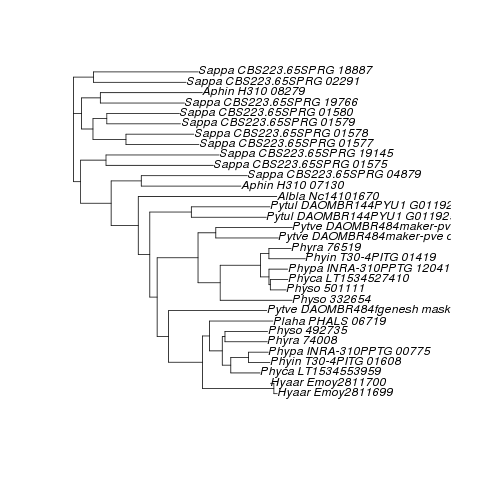 Sappa CBS223.65SPRG 18887
Sappa CBS223.65SPRG 02291
Aphin H310 08279
Sappa CBS223.65SPRG 19766
Sappa CBS223.65SPRG 01580
Sappa CBS223.65SPRG 01579
Sappa CBS223.65SPRG 01578
Sappa CBS223.65SPRG 01577
Sappa CBS223.65SPRG 19145
Sappa CBS223.65SPRG 01575
Sappa CBS223.65SPRG 04879
Aphin H310 07130
Albla Nc14101670
Pytul DAOMBR144PYU1 G01192
Pytul DAOMBR144PYU1 G01192
Pytve DAOMBR484maker-pv
Pytve DAOMBR484maker-pve c
Phyra 76519
Phyin T30-4PITG 01419
Phypa INRA-310PPTG 12041
Phyca LT1534527410
Physo 501111
Physo 332654
Pytve DAOMBR484fgenesh mask
Plaha PHALS 06719
Physo 492735
Phyra 74008
Phypa INRA-310PPTG 00775
Phyin T30-4PITG 01608
Phyca LT1534553959
Hyaar Emoy2811700
Hyaar Emoy2811699